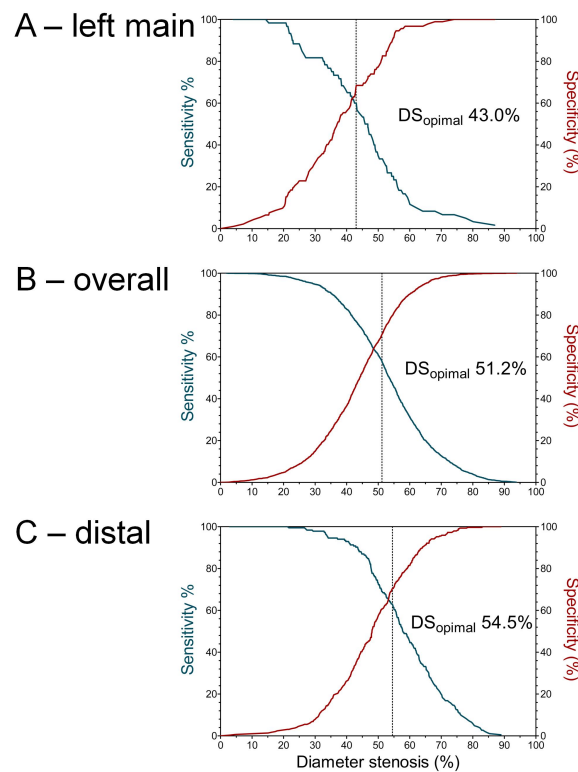 A – left main
Sensitivity %
100
80
60
40
20
0
DSopimal 43.0%
100
80
60
40
20
0
Specificity (%)
0 10 20 30 40 50 60 70 80 90 100
B – overall
Sensitivity %
100
80
60
40
20
0
DSopimal 51.2%
100
80
60
40
20
0
Specificity (%)
0 10 20 30 40 50 60 70 80 90 100
C – distal
Sensitivity %
100
80
60
40
20
0
DSopimal 54.5%
100
80
60
40
20
0
Specificity (%)
0 10 20 30 40 50 60 70 80 90 100
Diameter stenosis (%)